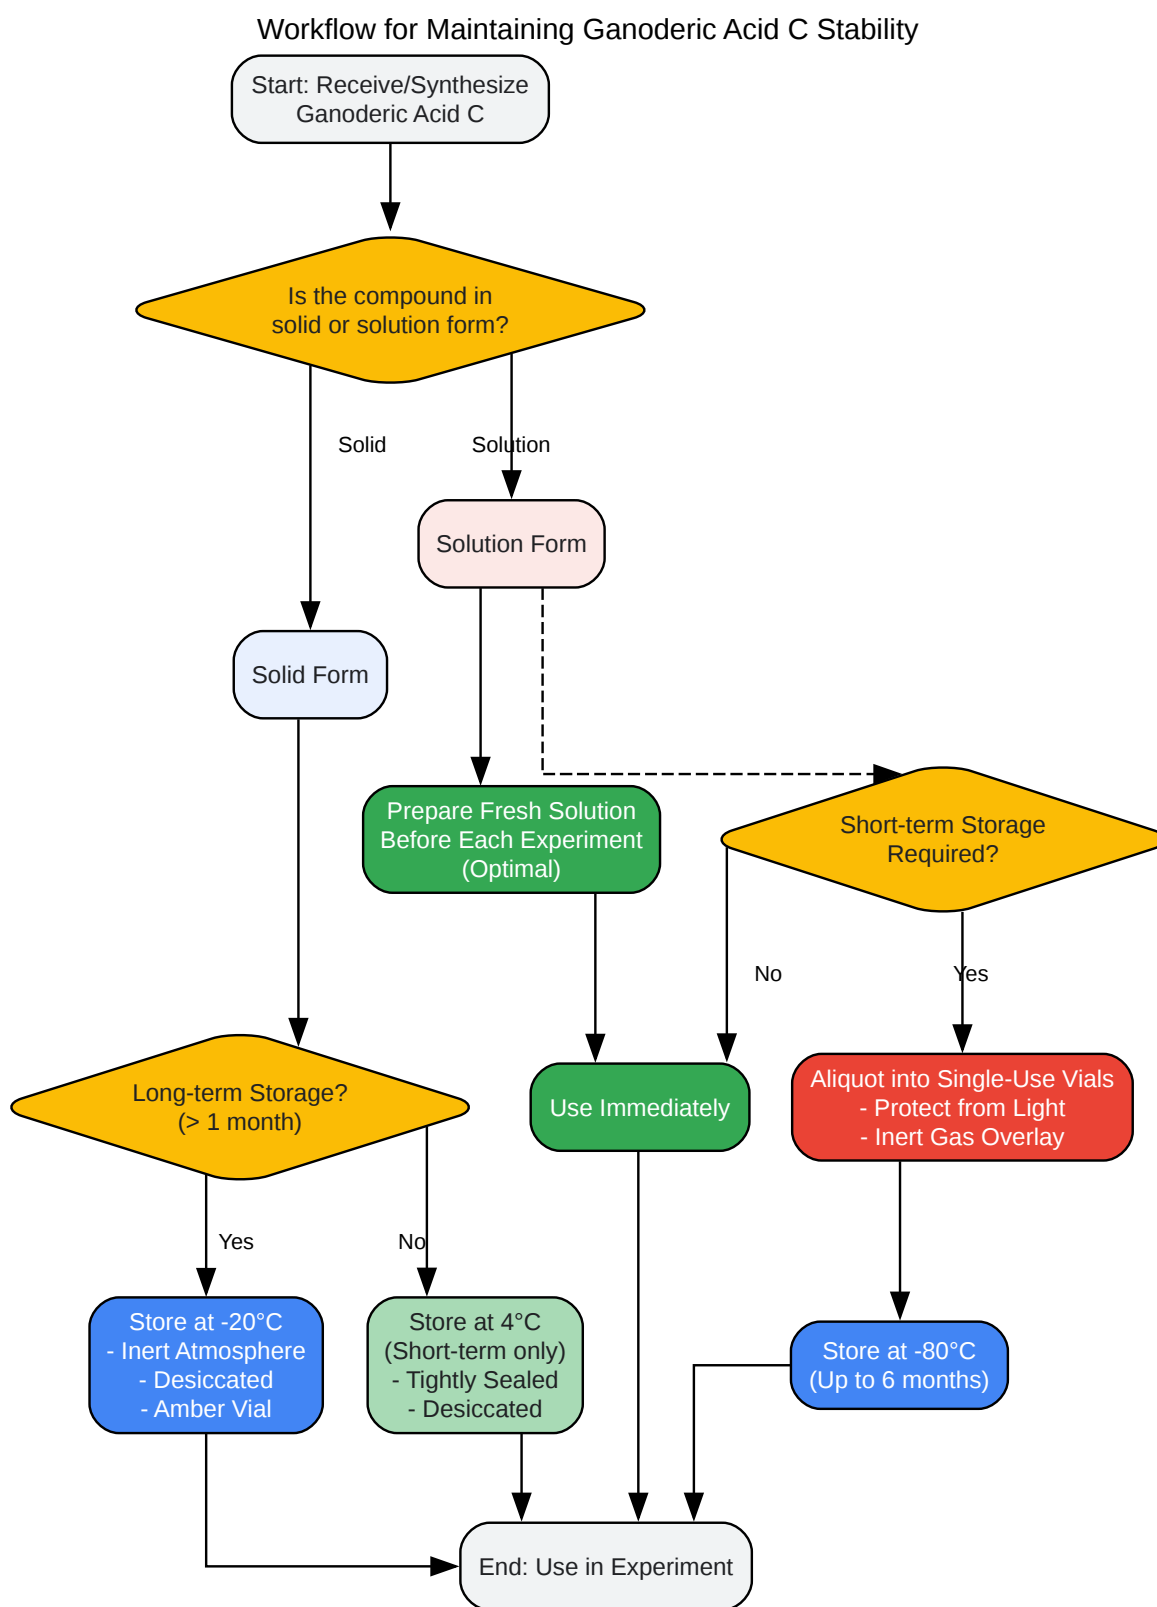 Workflow for Maintaining Ganoderic Acid C Stability
Start: Receive/Synthesize
Ganoderic Acid C
Is the compound in
solid or solution form?
Solid
Solution
Solution Form
Solid Form
Prepare Fresh Solution
Before Each Experiment
(Optimal)
Short-term Storage
Required?
No
Yes
Long-term Storage?
(> 1 month)
Use Immediately
Aliquot into Single-Use Vials
- Protect from Light
- Inert Gas Overlay
Yes
No
Store at -20°C
- Inert Atmosphere
- Desiccated
- Amber Vial
Store at 4°C
(Short-term only)
- Tightly Sealed
- Desiccated
Store at -80°C
(Up to 6 months)
End: Use in Experiment